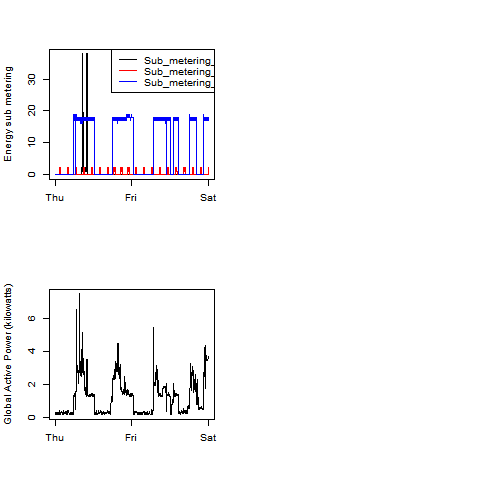 Energy sub metering
30
20
10
0
Sub_metering_
Sub_metering_
Sub_metering_
Thu
Fri
Sat
Global Active Power (kilowatts)
6
4
2
0
Thu
Fri
Sat